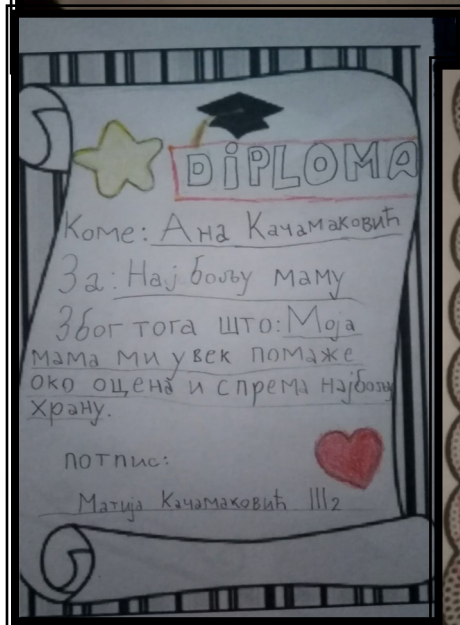 DiPLOMA
Коме: Ана Качамаковић
За: Најбољу маму
Због тога што: Моја
мама ми увек помаже
око оцена и спрема најбољу
храну.
потпис:
Матија Качамаковић III2